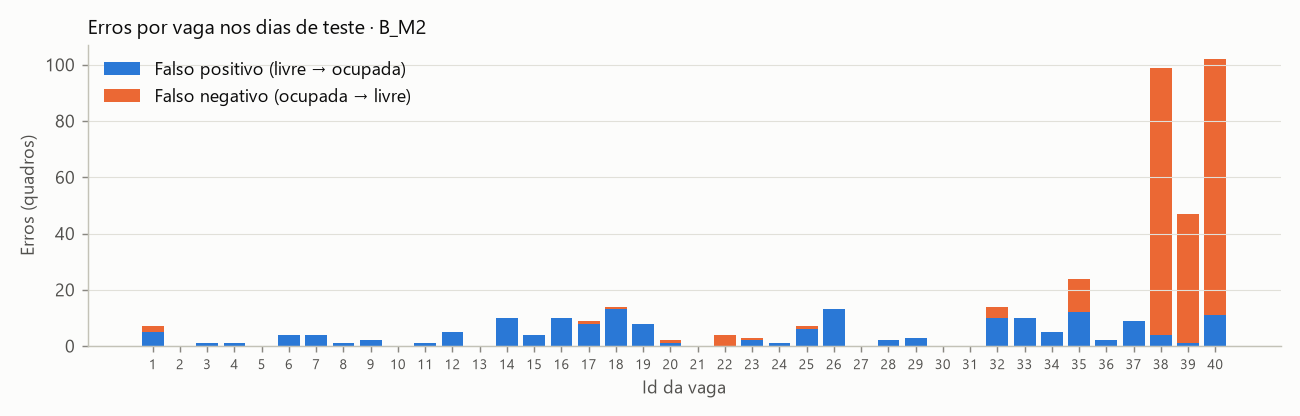 Erros por vaga nos dias de teste · B_M2
Falso positivo (livre → ocupada)
Falso negativo (ocupada → livre)
Erros (quadros)
100
80
60
40
20
0
1 2 3 4 5 6 7 8 9 10 11 12 13 14 15 16 17 18 19 20 21 22 23 24 25 26 27 28 29 30 31 32 33 34 35 36 37 38 39 40
Id da vaga